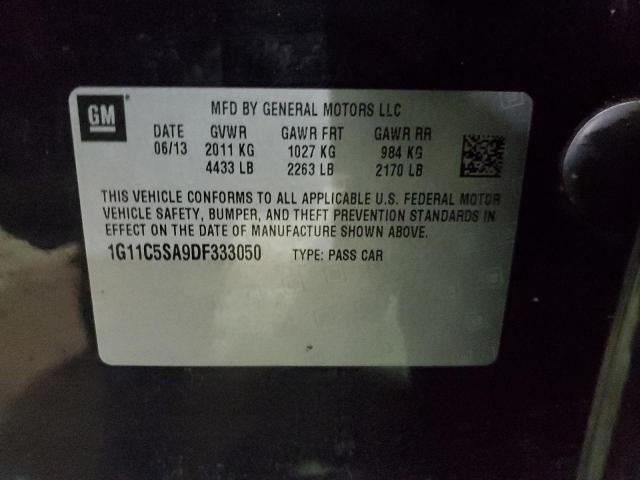 GM
MFD BY GENERAL MOTORS LLC
DATE GVWR GAWR FRT GAWR RR
06/13 2011 KG 1027 KG 984 KG
4433 LB 2263 LB 2170 LB
THIS VEHICLE CONFORMS TO ALL APPLICABLE U.S. FEDERAL MOTOR
VEHICLE SAFETY, BUMPER, AND THEFT PREVENTION STANDARDS IN
EFFECT ON THE DATE OF MANUFACTURE SHOWN ABOVE.
1G11C5SA9DF333050 TYPE: PASS CAR